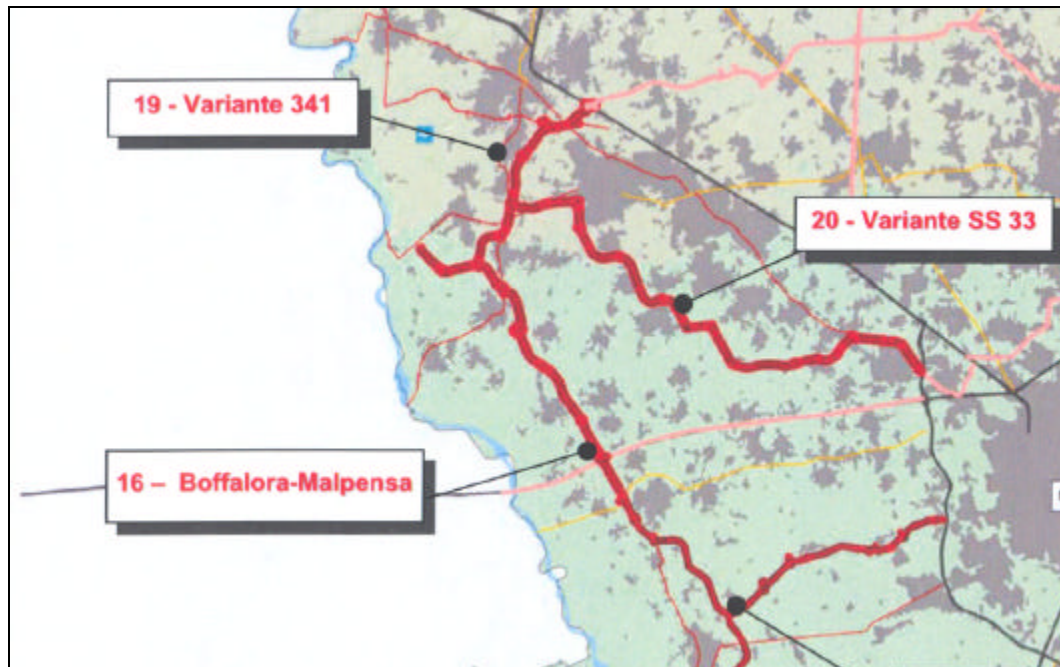 19 - Variante 341
20 - Variante SS 33
16 – Boffalora-Malpensa